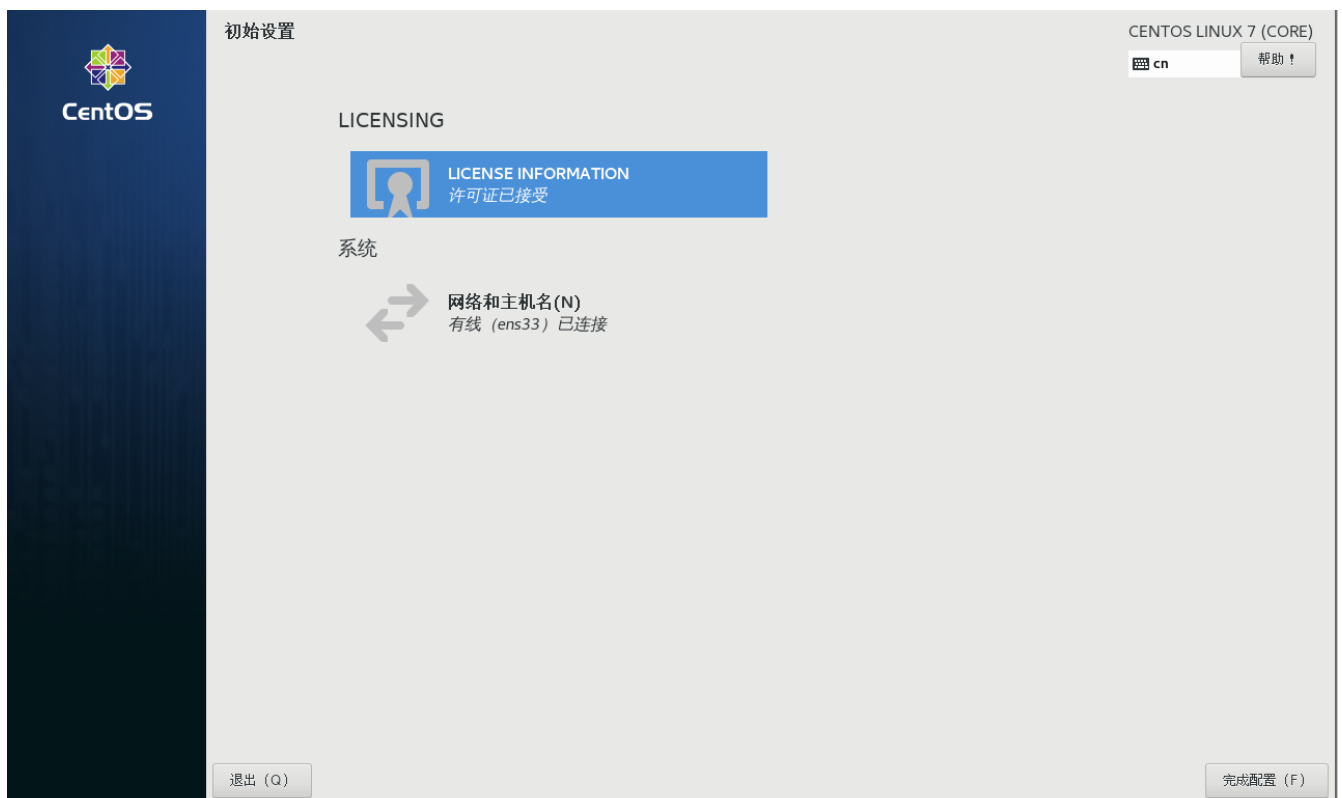 CentOS
初始设置
CENTOS LINUX 7 (CORE)
cn
帮助！
LICENSING
LICENSE INFORMATION
许可证已接受
系统
网络和主机名(N)
有线（ens33）已连接
退出（Q）
完成配置（F）